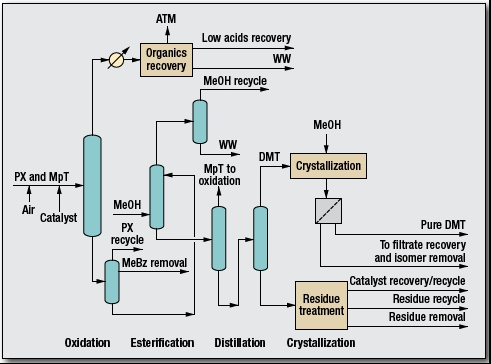 ATM
Low acids recovery
Organics
recovery
WW
MeOH recycle
MeOH
WW
DMT
Crystallization
MpT to
oxidation
PX and MpT
Air
Catalyst
MeOH
PX
recycle
MeBz removal
Pure DMT
To filtrate recovery
and isomer removal
Catalyst recovery/recycle
Residue
treatment
Residue recycle
Residue removal
Oxidation
Esterification
Distillation
Crystallization